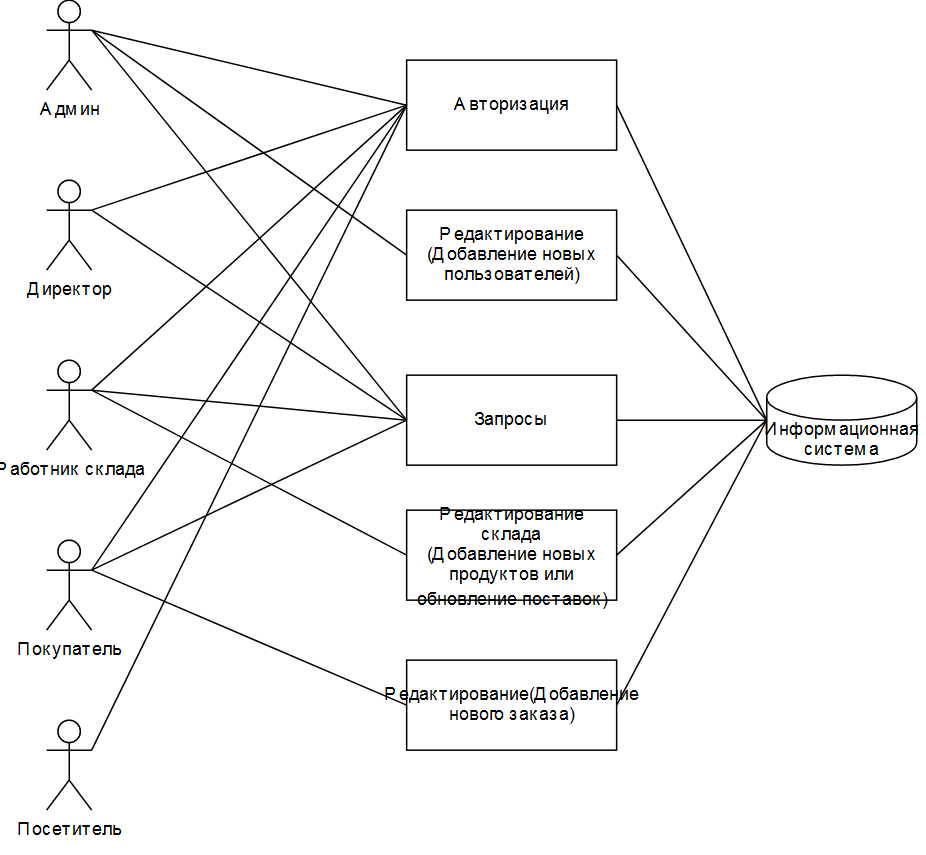 Админ
Директор
Работник склада
Покупатель
Посетитель
Авторизация
Редактирование
(Добавление новых
пользователей)
Запросы
Редактирование
склада
(Добавление новых
продуктов или
обновление поставок)
Редактирование(Добавление
нового заказа)
Информационная
система